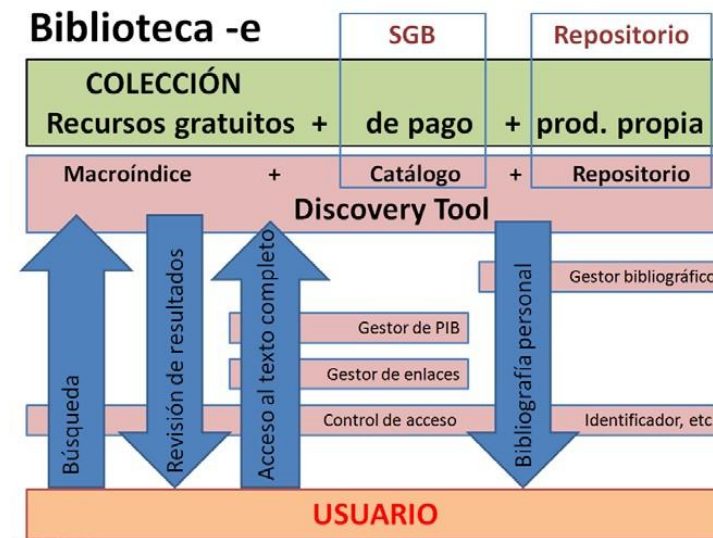 Biblioteca -e
SGB
Repositorio
COLECCIÓN
Recursos gratuitos + de pago + prod. propia
Macroíndice + Catálogo + Repositorio
Discovery Tool
Gestor bibliográfico
Gestor de PIB
Gestor de enlaces
Control de acceso
Identificador, etc
Búsqueda
Revisión de resultados
Acceso al texto completo
Bibliografía personal
USUARIO